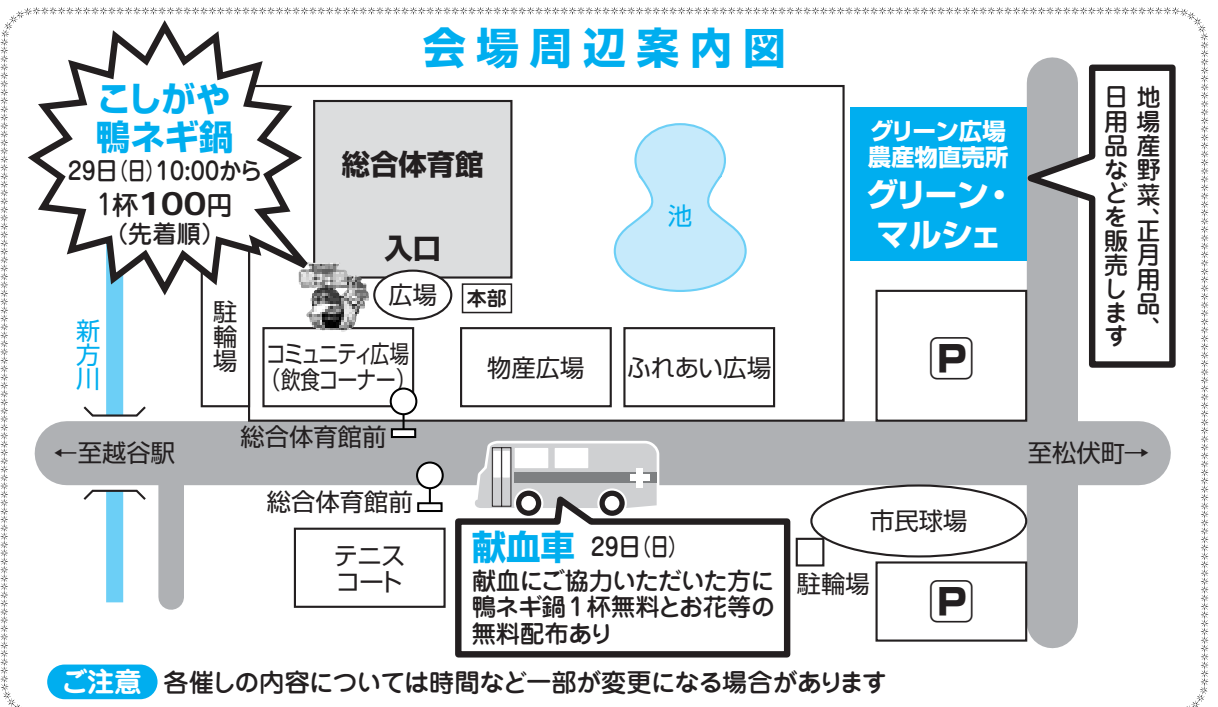 会場周辺案内図
こしがや
鴨ネギ鍋
29日(日)10:00から
1杯100円
(先着順)
総合体育館
入口
広場
本部
池
グリーン広場
農産物直売所
グリーン・
マルシェ
地場産野菜、正月用品、
日用品などを販売します
駐輪場
新方川
コミュニティ広場
(飲食コーナー)
物産広場
ふれあい広場
P
総合体育館前
←至越谷駅
至松伏町→
総合体育館前
テニス
コート
献血車 29日(日)
献血にご協力いただいた方に
鴨ネギ鍋1杯無料とお花等の
無料配布あり
市民球場
駐輪場
P
ご注意 各催しの内容については時間など一部が変更になる場合があります